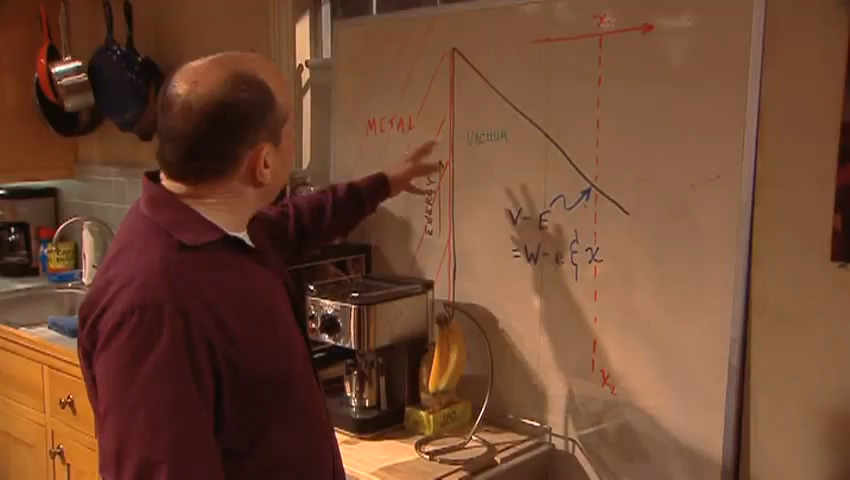 x
METAL
VACUUM
ENERGY
V-E
=W-eξx
x₂